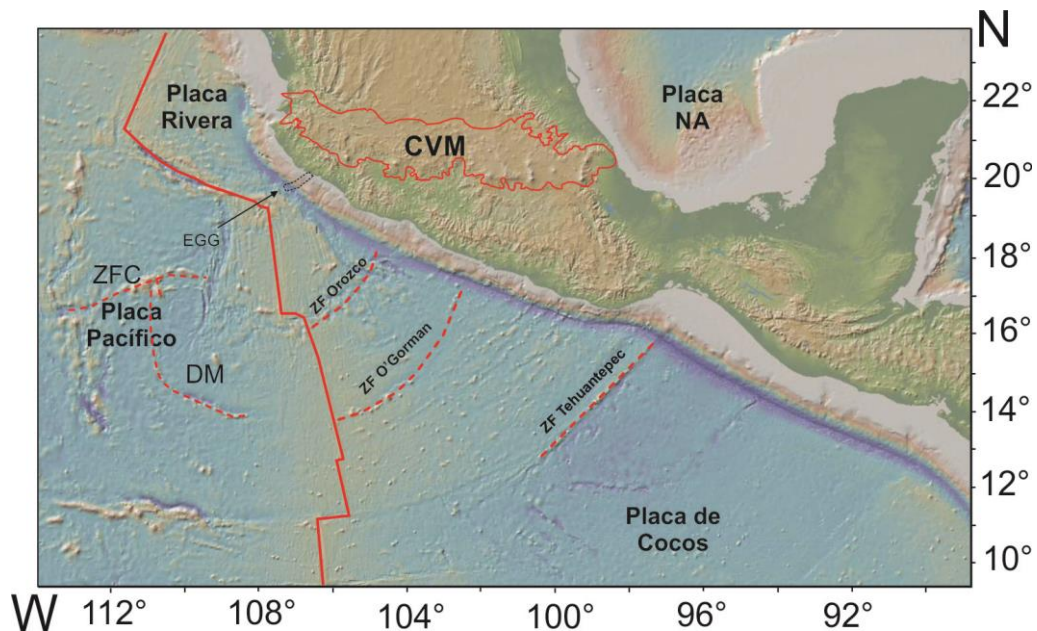 N
Placa
Rivera
Placa
NA
22°
CVM
20°
EGG
18°
ZFC
ZF Orozco
Placa
Pacífico
16°
ZF O'Gorman
ZF Tehuantepec
DM
14°
12°
Placa de
Cocos
10°
W
112°
108°
104°
100°
96°
92°